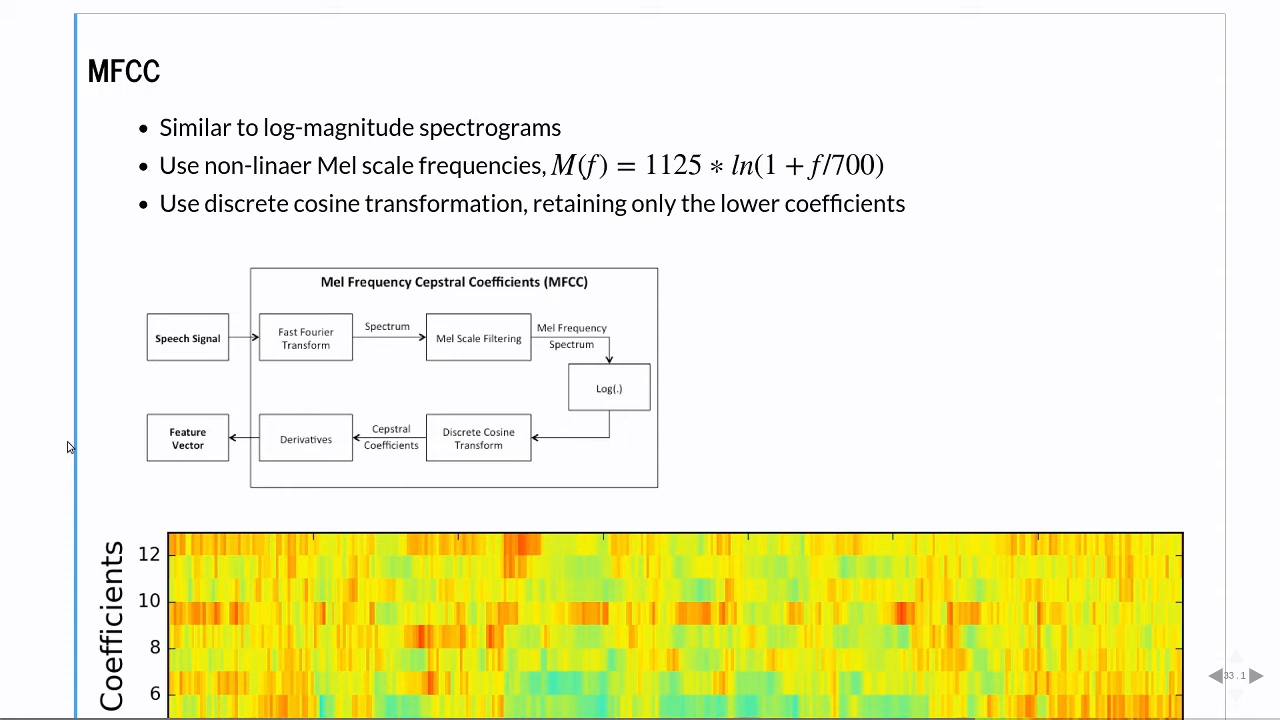 MFCC
• Similar to log-magnitude spectrograms
• Use non-linaer Mel scale frequencies, M(f) = 1125 * ln(1 + f/700)
• Use discrete cosine transformation, retaining only the lower coefficients
Mel Frequency Cepstral Coefficients (MFCC)
Speech Signal
Fast Fourier
Transform
Spectrum
Mel Scale Filtering
Mel Frequency
Spectrum
Log(.)
Discrete Cosine
Transform
Cepstral
Coefficients
Derivatives
Feature
Vector
Coefficients
12
10
8
6
33.1